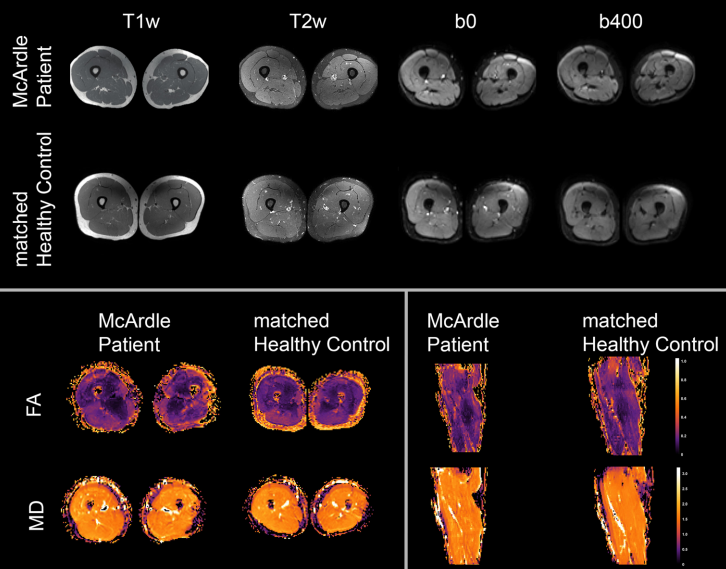 T1w T2w b0 b400
McArdle
Patient
matched
Healthy Control
McArdle
Patient
matched
Healthy Control
McArdle
Patient
matched
Healthy Control
FA
MD